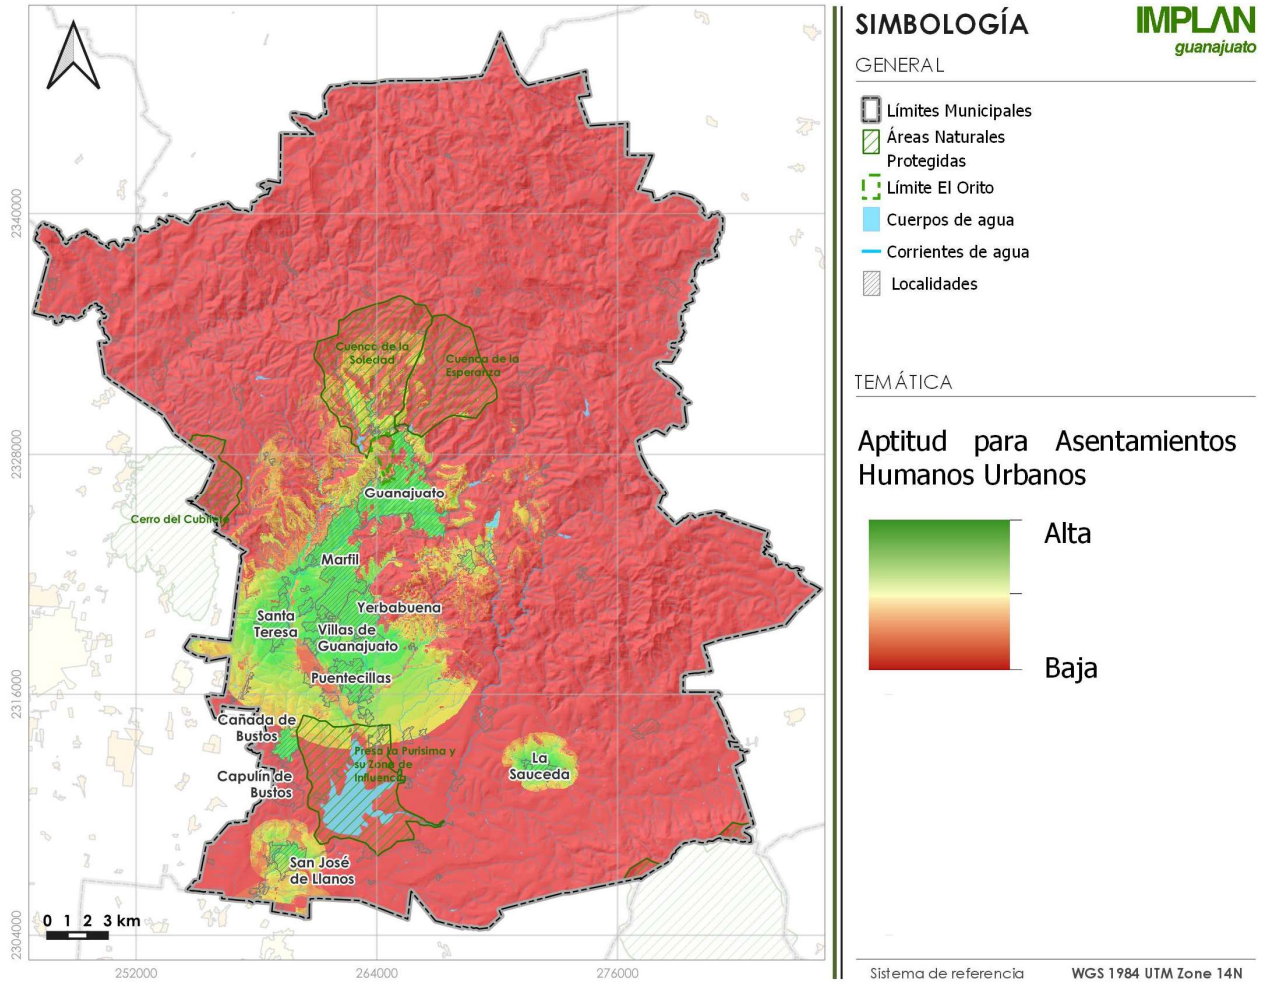 2340000
2328000
2316000
2304000
252000
264000
276000
Cuenca de la
Soledad
Cuenca de la
Esperanza
Guanajuato
Cerro del Cubilete
Marfil
Yerbabuena
Santa
Teresa
Villas de
Guanajuato
Puentecillas
Cañada de
Bustos
Presa La Purisima y
su Zona de
Influencia
La
Sauceda
Capulín de
Bustos
San José
de Llanos
0 1 2 3 km
SIMBOLOGÍA
IMPLAN
guanajuato
GENERAL
Límites Municipales
Áreas Naturales
Protegidas
Límite El Orito
Cuerpos de agua
Corrientes de agua
Localidades
TEMÁTICA
Aptitud para Asentamientos
Humanos Urbanos
Alta
Baja
Sistema de referencia WGS 1984 UTM Zone 14N